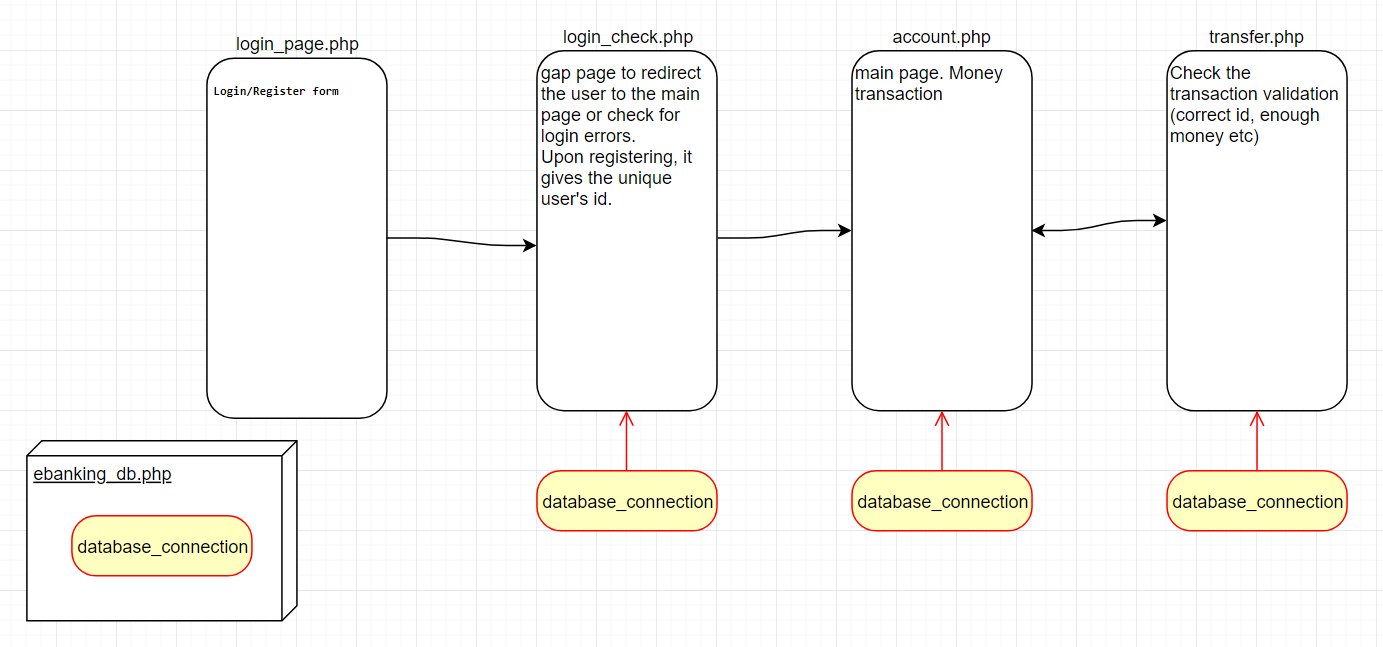 login_page.php
Login/Register form
login_check.php
gap page to redirect
the user to the main
page or check for
login errors.
Upon registering, it
gives the unique
user's id.
account.php
main page. Money
transaction
transfer.php
Check the
transaction validation
(correct id, enough
money etc)
ebanking_db.php
database_connection
database_connection
database_connection
database_connection